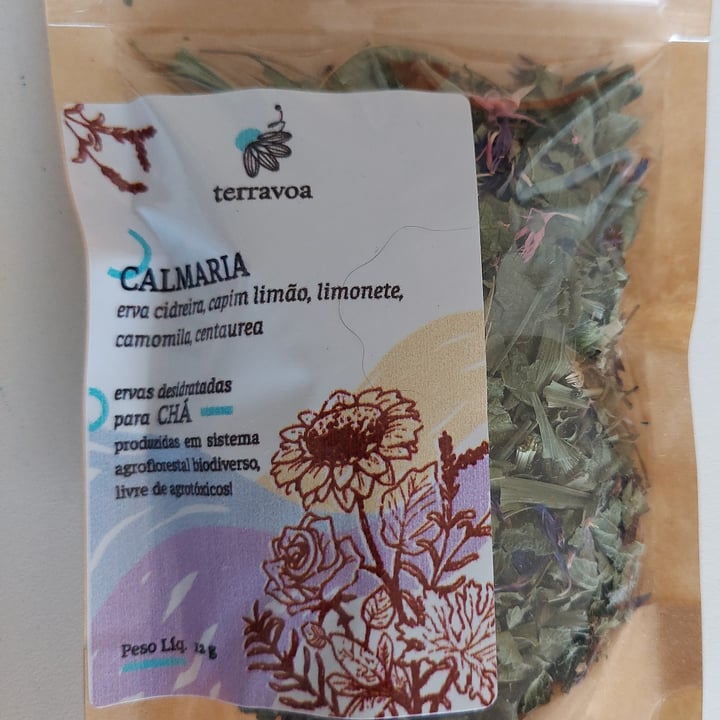 terravoa
CALMARIA
erva cidreira, capim limão, limonete,
camomila, centaurea
ervas desidratadas
para CHÁ
produzidas em sistema
agroflorestal biodiverso,
livre de agrotóxicos!
Peso Líq. 12 g